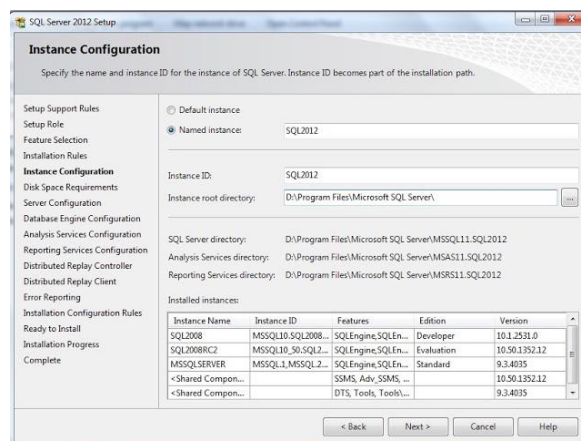 SQL Server 2012 Setup
Instance Configuration
Specify the name and instance ID for the instance of SQL Server. Instance ID becomes part of the installation path.
Setup Support Rules
Setup Role
Feature Selection
Installation Rules
Instance Configuration
Disk Space Requirements
Server Configuration
Database Engine Configuration
Analysis Services Configuration
Reporting Services Configuration
Distributed Replay Controller
Distributed Replay Client
Error Reporting
Installation Configuration Rules
Ready to Install
Installation Progress
Complete
Default instance
Named instance: SQL2012
Instance ID: SQL2012
Instance root directory: D:\Program Files\Microsoft SQL Server\ ...
SQL Server directory: D:\Program Files\Microsoft SQL Server\MSSQL11.SQL2012
Analysis Services directory: D:\Program Files\Microsoft SQL Server\MSAS11.SQL2012
Reporting Services directory: D:\Program Files\Microsoft SQL Server\MSRS11.SQL2012
Installed instances:
Instance Name Instance ID Features Edition Version
SQL2008 MSSQL10.SQL2008... SQLEngine,SQLEn... Developer 10.1.2531.0
SQL2008RC2 MSSQL10_50.SQL2... SQLEngine,SQLEn... Evaluation 10.50.1352.12
MSSQLSERVER MSSQL.1,MSSQL.2... SQLEngine,SQLEn... Standard 9.3.4035
<Shared Compon... SSMS, Adv_SSMS, ... 10.50.1352.12
<Shared Compon... DTS, Tools, Tools\... 9.3.4035
< Back Next > Cancel Help